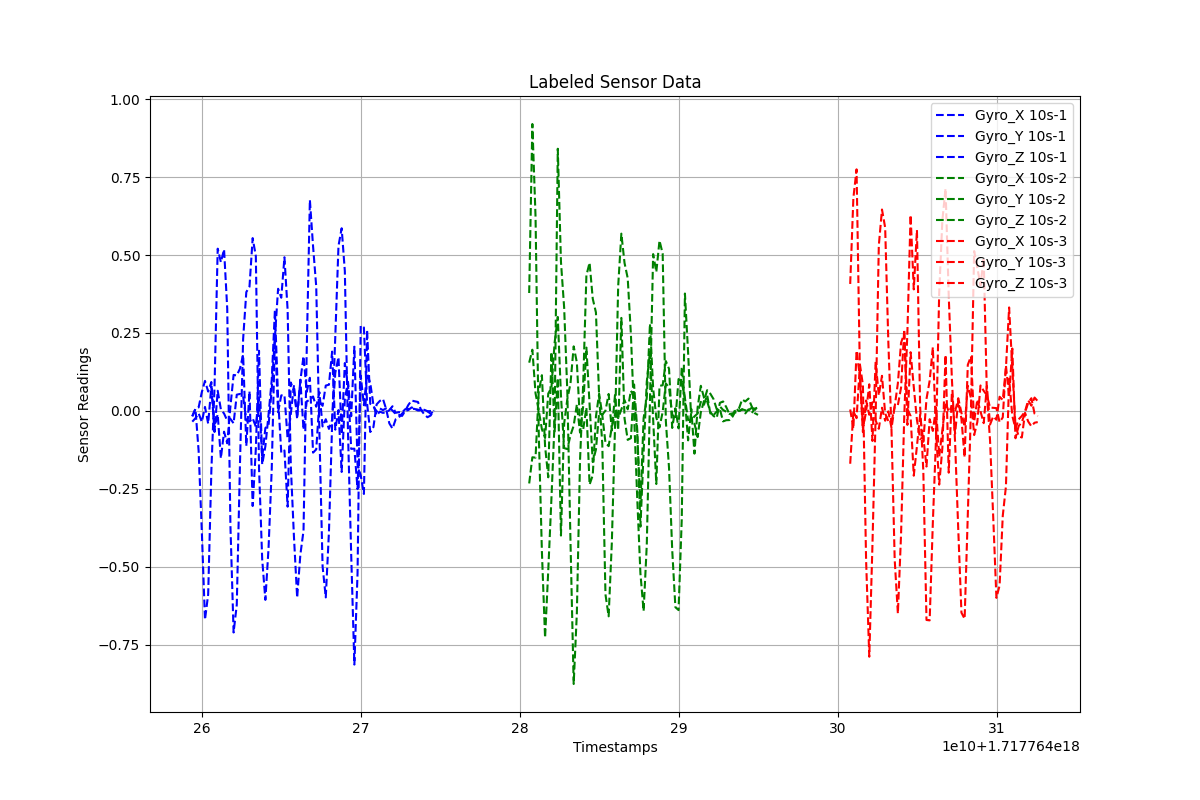 Labeled Sensor Data
Sensor Readings
1.00
0.75
0.50
0.25
0.00
−0.25
−0.50
−0.75
Gyro_X 10s-1
Gyro_Y 10s-1
Gyro_Z 10s-1
Gyro_X 10s-2
Gyro_Y 10s-2
Gyro_Z 10s-2
Gyro_X 10s-3
Gyro_Y 10s-3
Gyro_Z 10s-3
26 27 28 29 30 31
Timestamps
1e10+1.717764e18